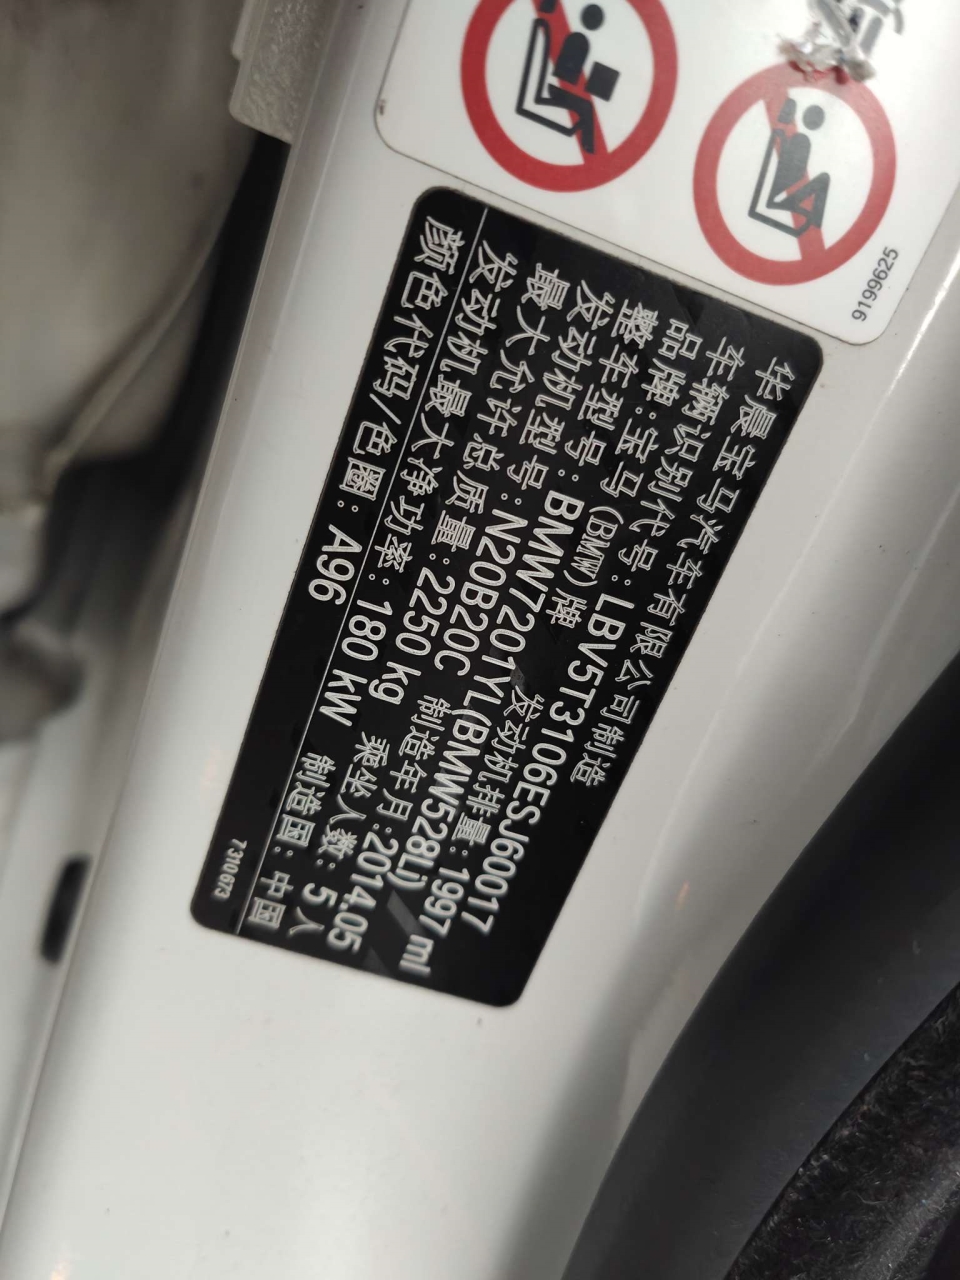 9199625
华晨宝马汽车有限公司制造
车辆识别代号：LBV5T3106ESJ60017
品牌：宝马（BMW）牌
整车型号：BMW7201YL(BMW528Li)
发动机型号：N20B20C 发动机排量：1997 ml
最大允许总质量：2250 kg 制造年月：2014.05
发动机最大净功率：180 kW 乘坐人数：5人
颜色代码/色圈：A96 制造国：中国
7 310 673